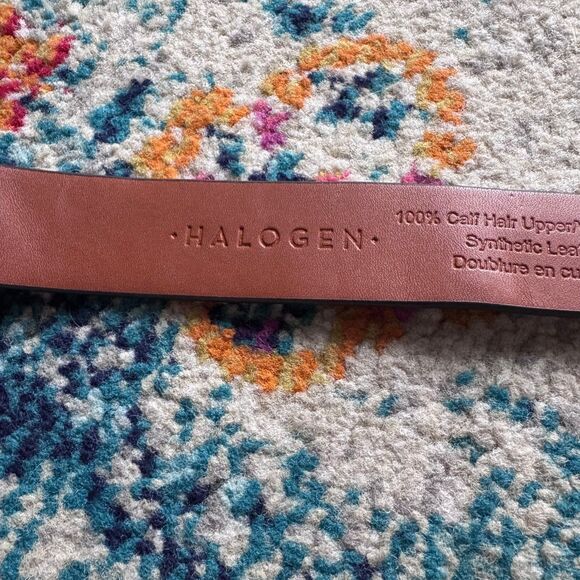 ·HALOGEN·
100% Calf Hair Upper/
Synthetic
Doublure en